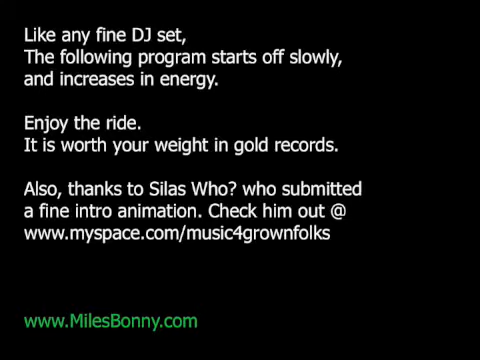 Like any fine DJ set,
The following program starts off slowly,
and increases in energy.
Enjoy the ride.
It is worth your weight in gold records.
Also, thanks to Silas Who? who submitted
a fine intro animation. Check him out @
www.myspace.com/music4grownfolks
www.MilesBonny.com